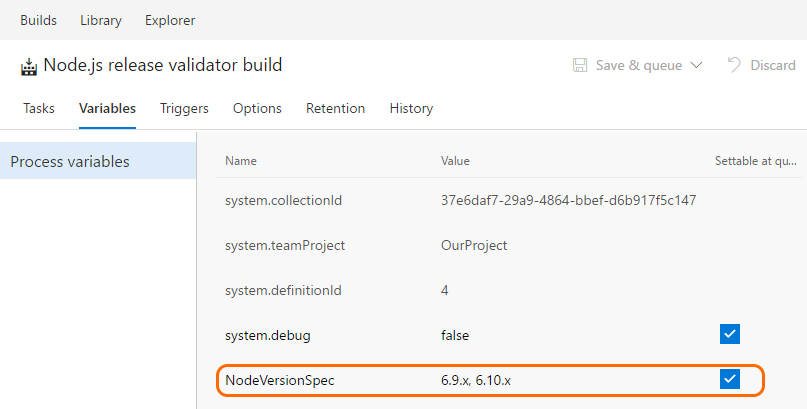 Builds Library Explorer
Node.js release validator build Save & queue Discard
Tasks Variables Triggers Options Retention History
Process variables
Name Value Settable at qu...
system.collectionId 37e6daf7-29a9-4864-bbef-d6b917f5c147
system.teamProject OurProject
system.definitionId 4
system.debug false
NodeVersionSpec 6.9.x, 6.10.x